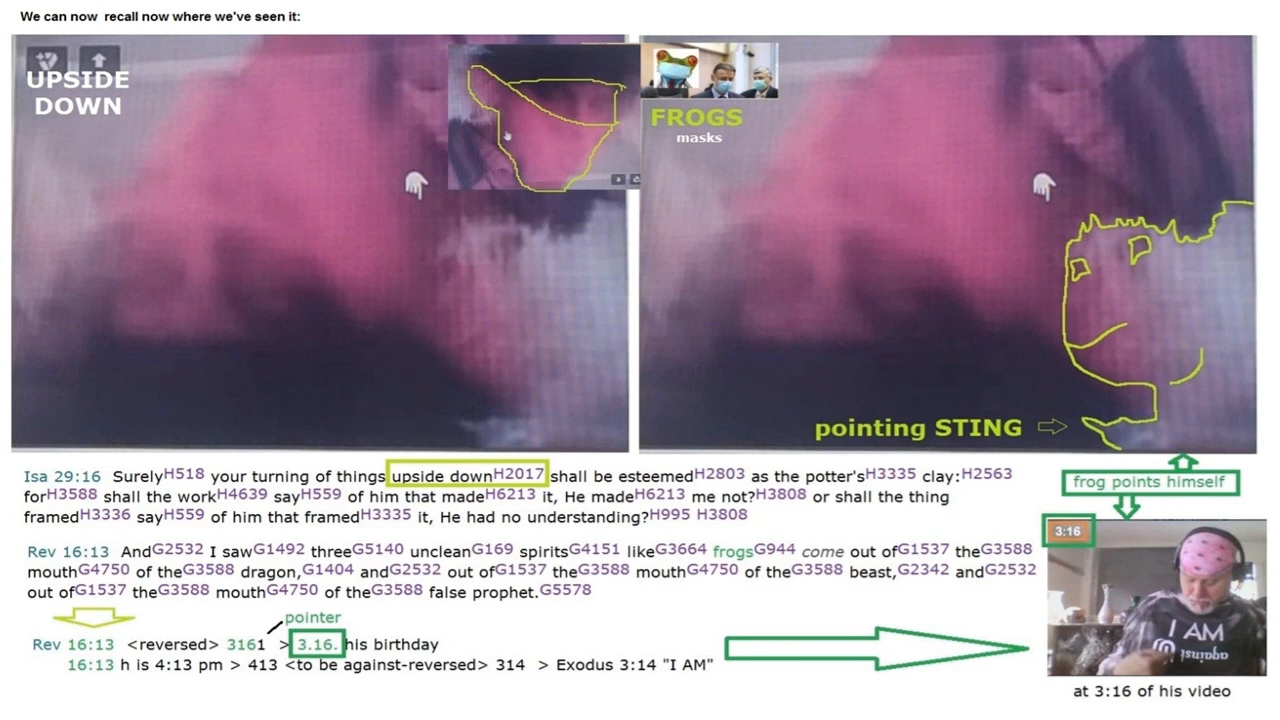 We can now recall now where we've seen it:
UPSIDE
DOWN
FROGS
masks
pointing STING
Isa 29:16 SurelyH518 your turning of things upside downH2017 shall be esteemedH2803 as the potter'sH3335 clay:H2563
forH3588 shall the workH4639 sayH559 of him that madeH6213 it, He madeH6213 me not?H3808 or shall the thing
framedH3336 sayH559 of him that framedH3335 it, He had no understanding?H995 H3808
frog points himself
Rev 16:13 AndG2532 I sawG1492 threeG5140 uncleanG169 spiritsG4151 likeG3664 frogsG944 come out ofG1537 theG3588
mouthG4750 of theG3588 dragon,G1404 andG2532 out ofG1537 theG3588 mouthG4750 of theG3588 beast,G2342 andG2532
out ofG1537 theG3588 mouthG4750 of theG3588 false prophet.G5578
3:16
pointer
Rev 16:13 <reversed> 3161 > 3.16. his birthday
16:13 h is 4:13 pm > 413 <to be against-reversed> 314 > Exodus 3:14 "I AM"
I AM
against
at 3:16 of his video